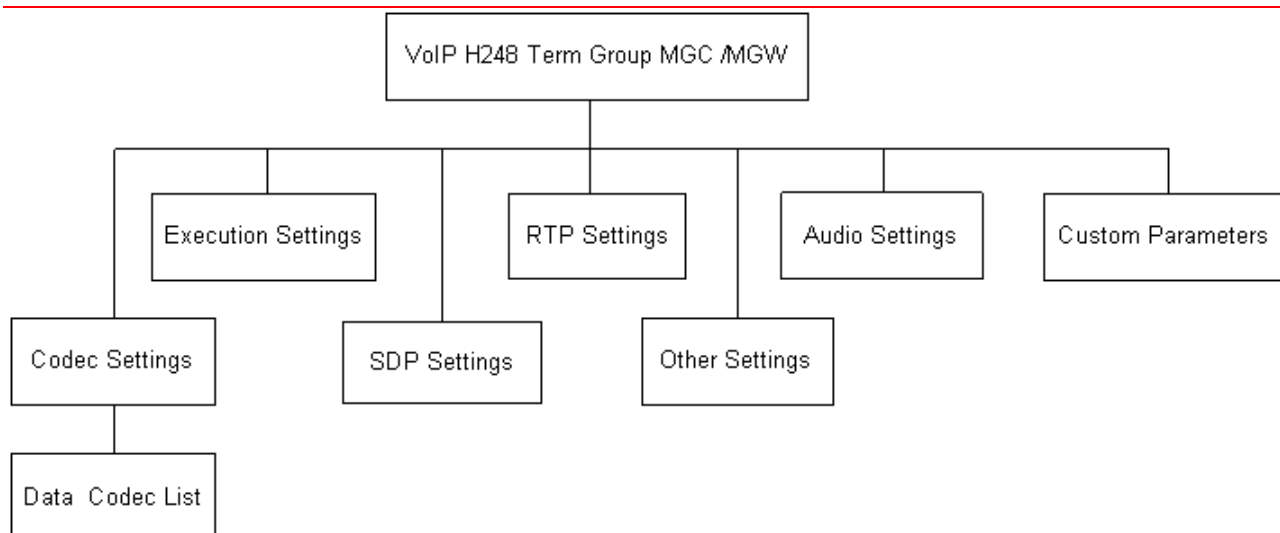 VoIP H248 Term Group MGC /MGW
Execution Settings
RTP Settings
Audio Settings
Custom Parameters
Codec Settings
SDP Settings
Other Settings
Data Codec List